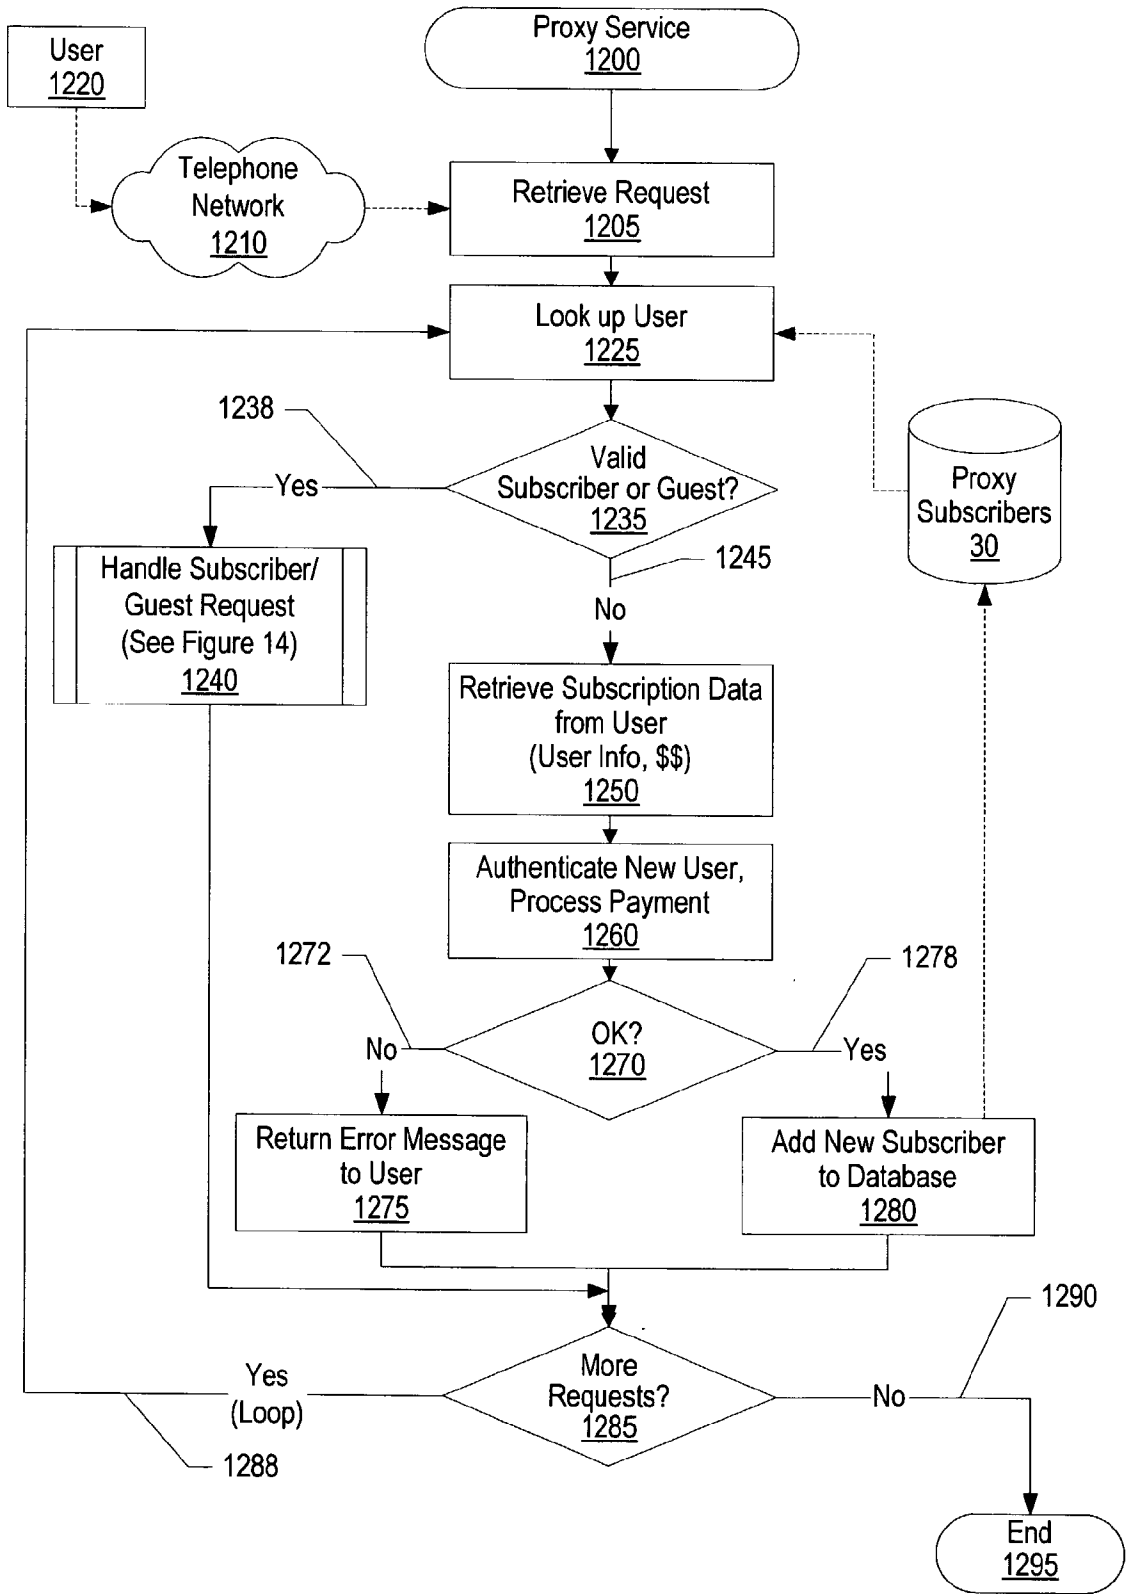 User
1220
Proxy Service
1200
Telephone
Network
1210
Retrieve Request
1205
Look up User
1225
1238
Valid
Subscriber or Guest?
1235
Yes
1245
Proxy
Subscribers
30
Handle Subscriber/
Guest Request
(See Figure 14)
1240
No
Retrieve Subscription Data
from User
(User Info, $$)
1250
Authenticate New User,
Process Payment
1260
1272
1278
OK?
1270
No
Yes
Return Error Message
to User
1275
Add New Subscriber
to Database
1280
1290
More
Requests?
1285
Yes
(Loop)
No
1288
End
1295